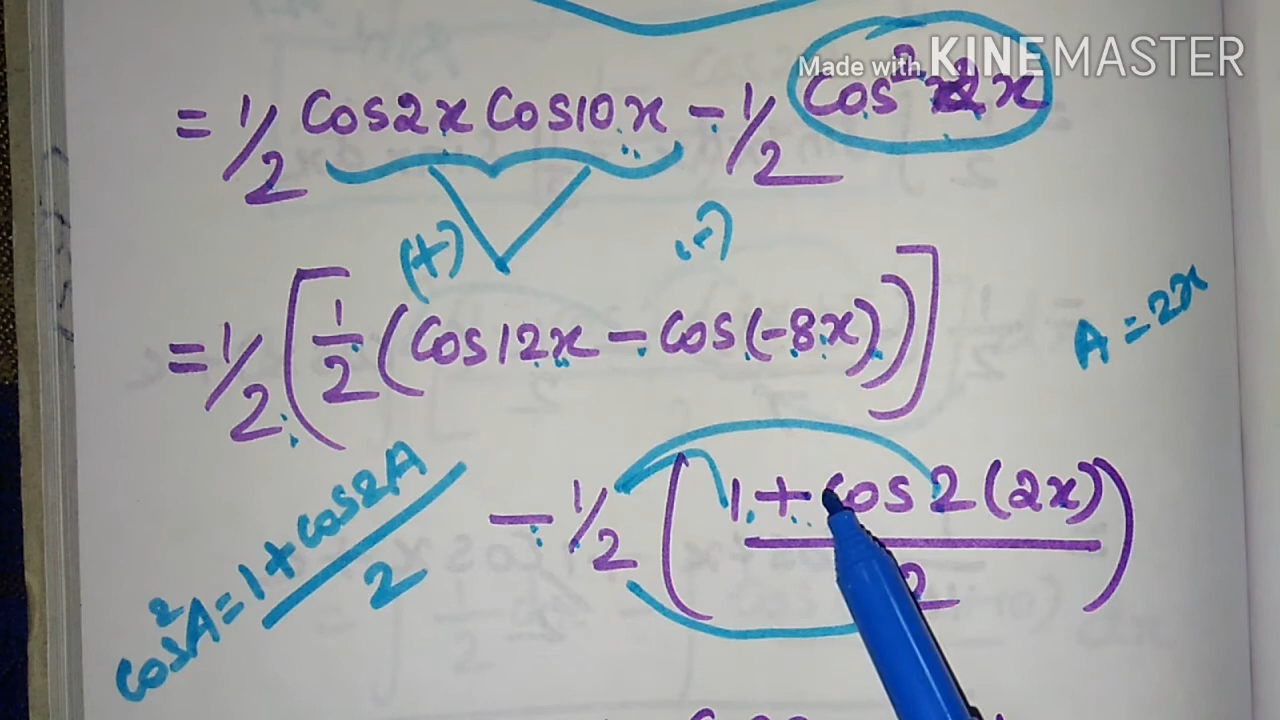 Made with KINEMASTER
= 1/2 Cos2x Cos10x - 1/2 Cos²2x
(+) (-)
= 1/2 [1/2 (Cos12x - Cos(-8x))]
A = 2x
- 1/2 (1 + Cos2(2x) / 2)
Cos²A = 1 + Cos2A / 2